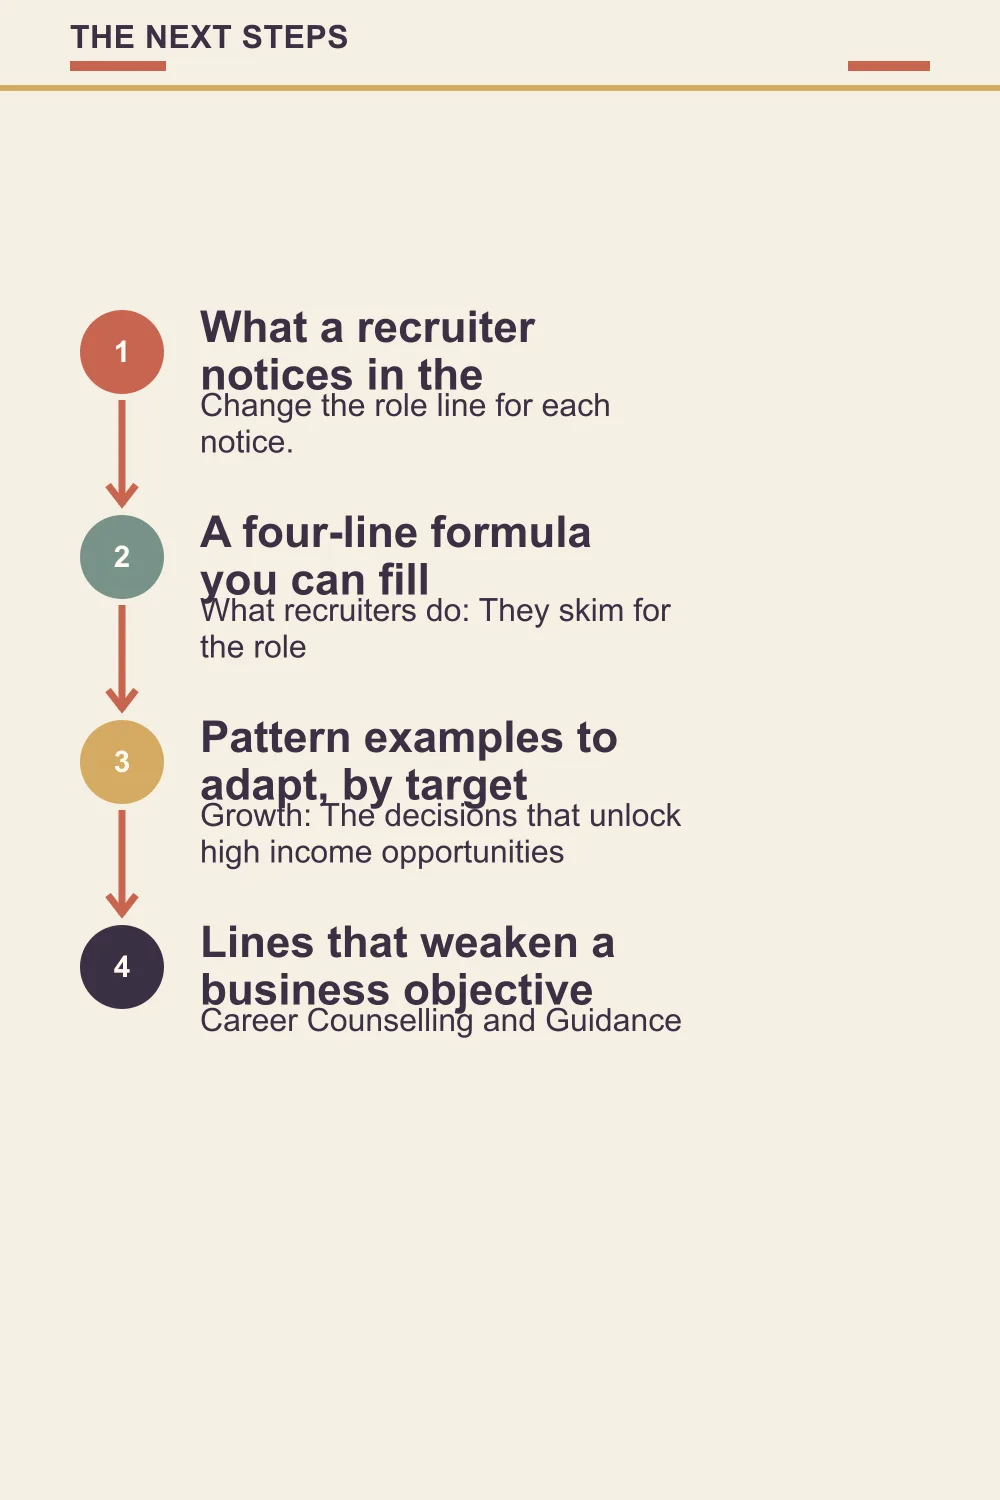 THE NEXT STEPS
1
What a recruiter
notices in the
Change the role line for each
notice.
2
A four-line formula
you can fill
What recruiters do: They skim for
the role
3
Pattern examples to
adapt, by target
Growth: The decisions that unlock
high income opportunities
4
Lines that weaken a
business objective
Career Counselling and Guidance